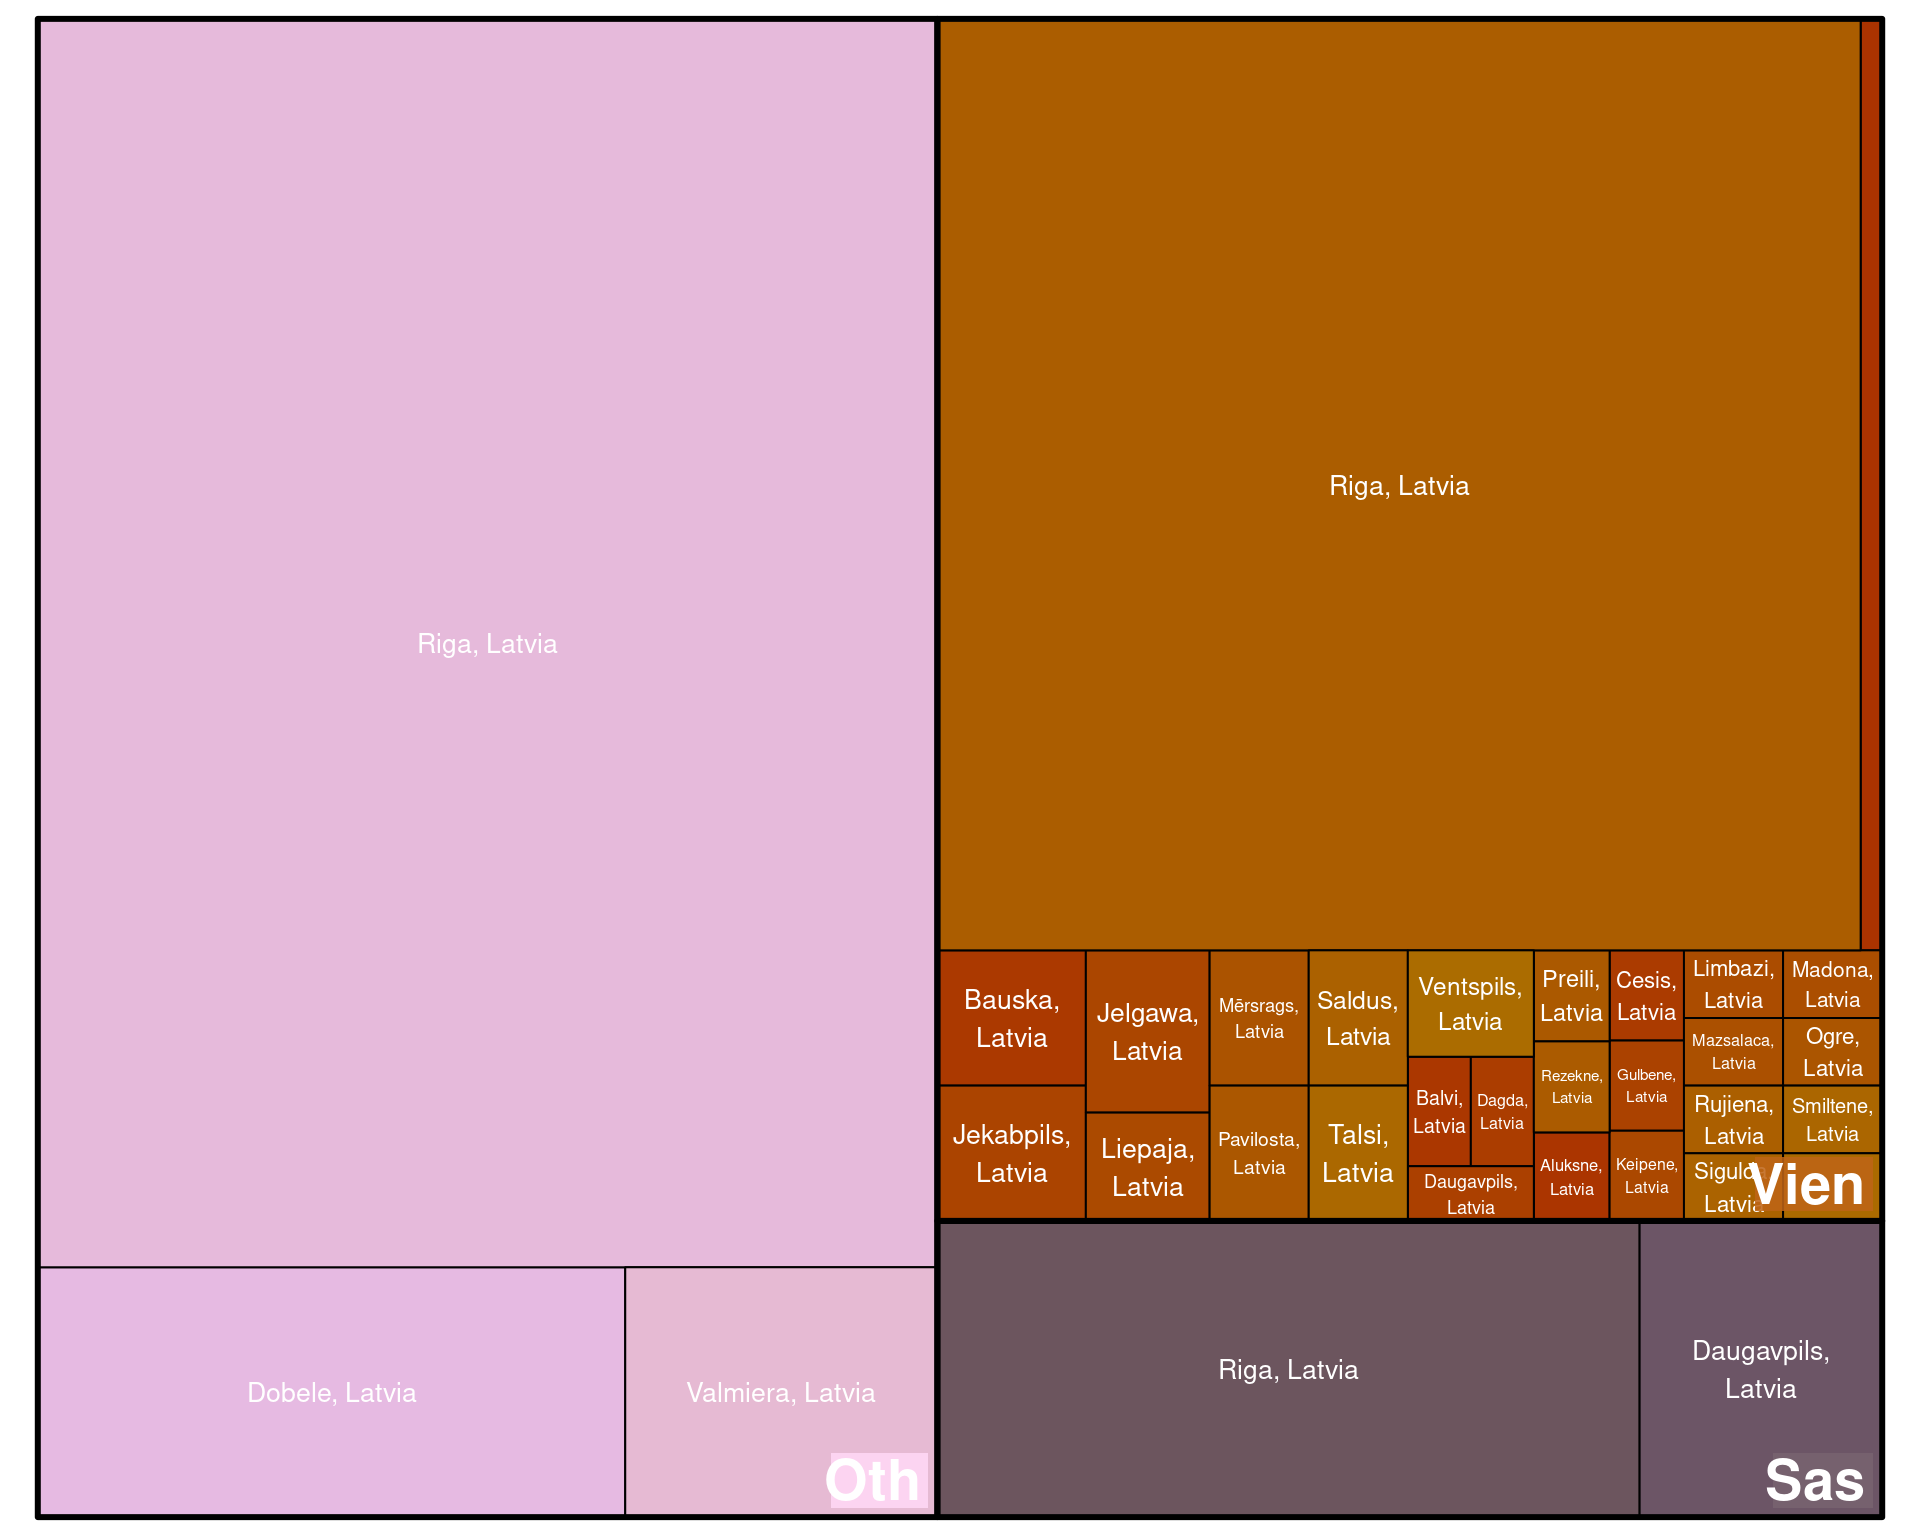 Riga, Latvia
Dobele, Latvia
Valmiera, Latvia
Oth
Riga, Latvia
Bauska,
Latvia
Jekabpils,
Latvia
Jelgawa,
Latvia
Liepaja,
Latvia
Mērsrags,
Latvia
Pavilosta,
Latvia
Saldus,
Latvia
Talsi,
Latvia
Ventspils,
Latvia
Balvi,
Latvia
Dagda,
Latvia
Daugavpils,
Latvia
Preili,
Latvia
Rezekne,
Latvia
Aluksne,
Latvia
Cesis,
Latvia
Gulbene,
Latvia
Keipene,
Latvia
Limbazi,
Latvia
Mazsalaca,
Latvia
Rujiena,
Latvia
Latvia
Madona,
Latvia
Ogre,
Latvia
Smiltene,
Latvia
Vien
Riga, Latvia
Daugavpils,
Latvia
Sas